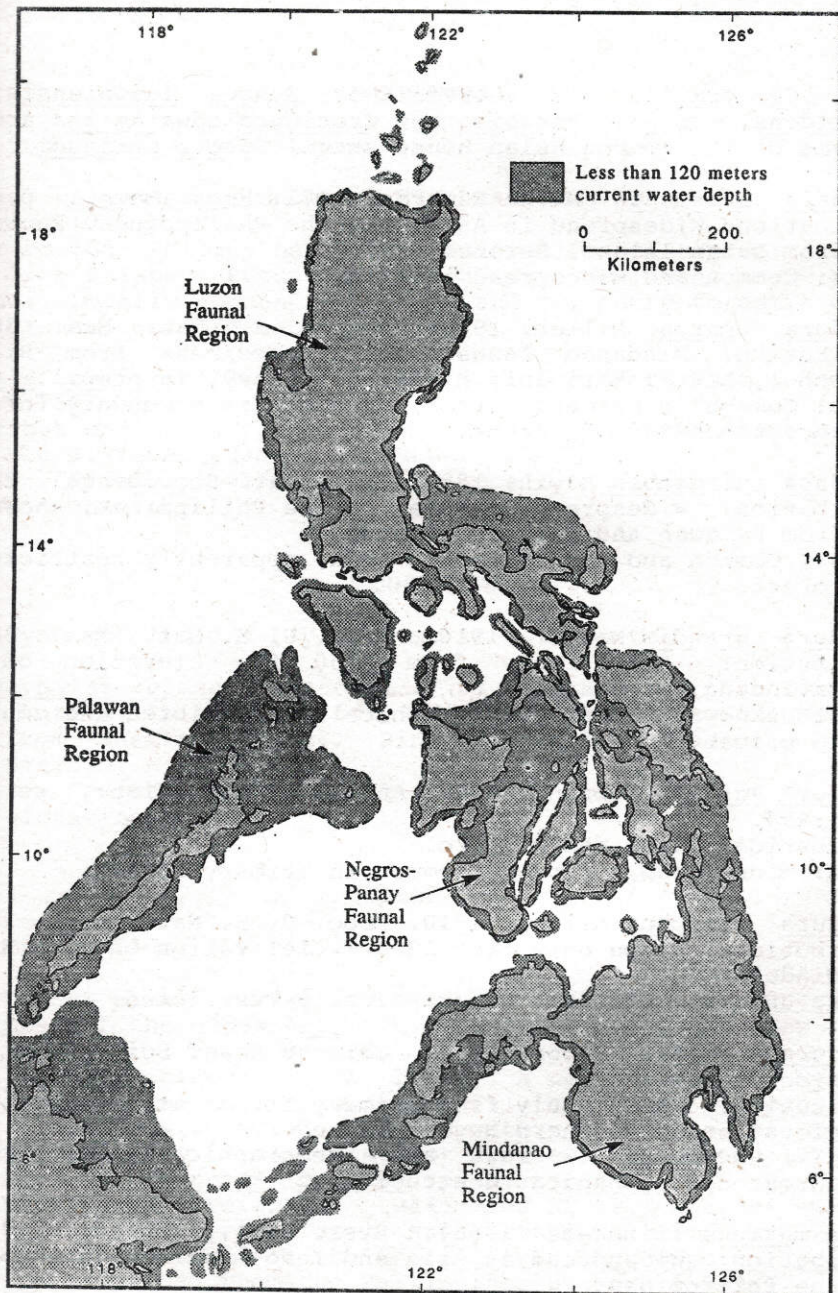 118°
122°
126°
Less than 120 meters
current water depth
0
200
Kilometers
18°
18°
Luzon
Faunal
Region
14°
14°
Palawan
Faunal
Region
10°
10°
Negros-
Panay
Faunal
Region
Mindanao
Faunal
Region
6°
118°
122°
126°